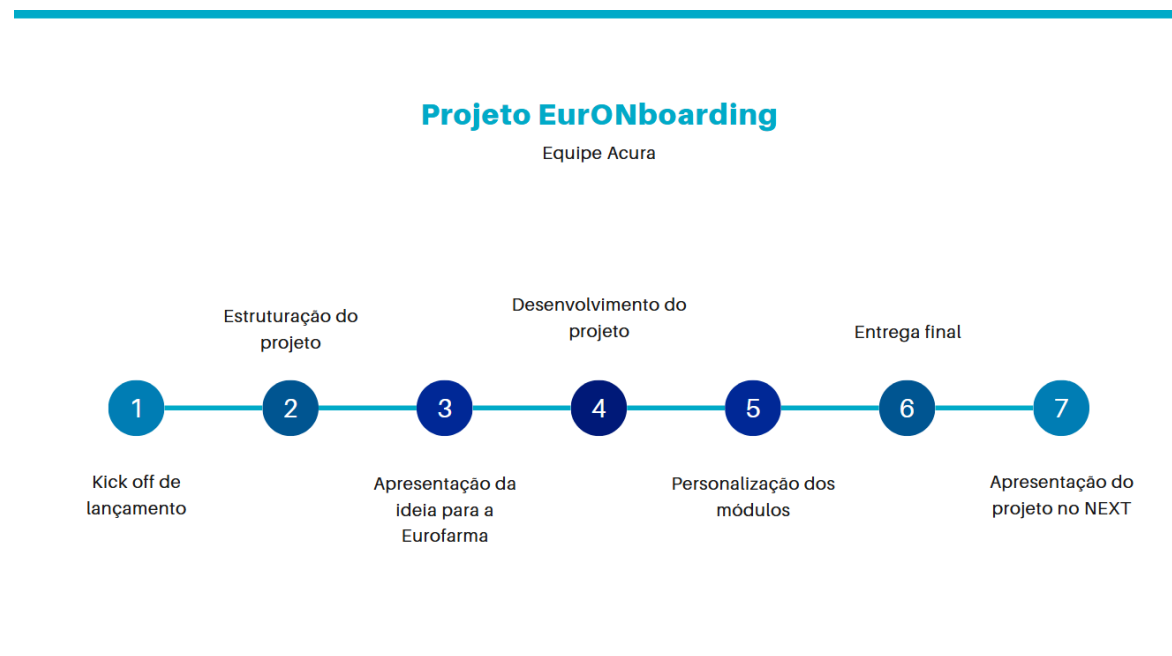 Projeto EurONboarding
Equipe Acura
1
Kick off de
lançamento
2
Estruturação do
projeto
3
Apresentação da
ideia para a
Eurofarma
4
Desenvolvimento do
projeto
5
Personalização dos
módulos
6
Entrega final
7
Apresentação do
projeto no NEXT